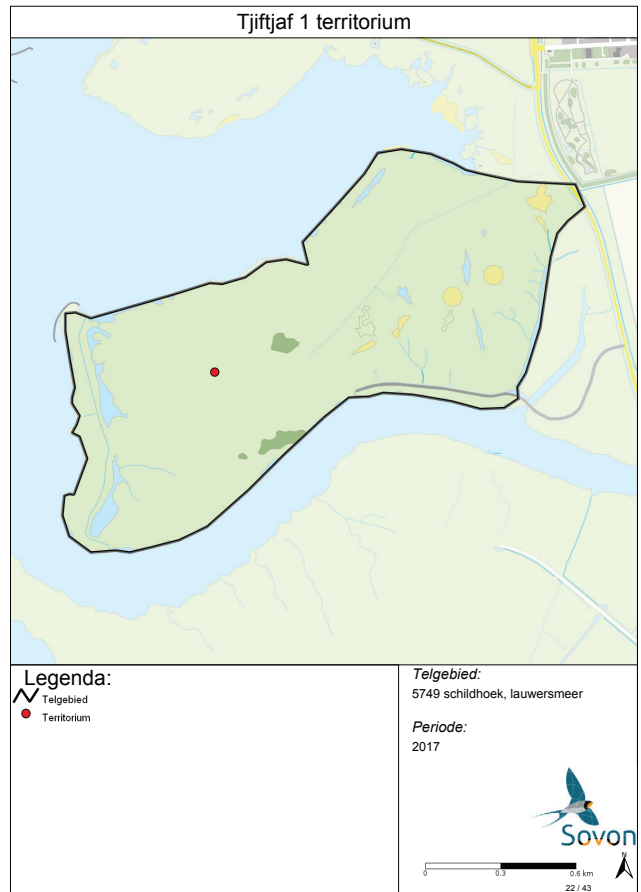 Tjiftjaf 1 territorium
Legenda:
Telgebied
Territorium
Telgebied:
5749 schildhoek, lauwersmeer
Periode:
2017
Sovon
N
0 0.3 0.6 km
22 / 43